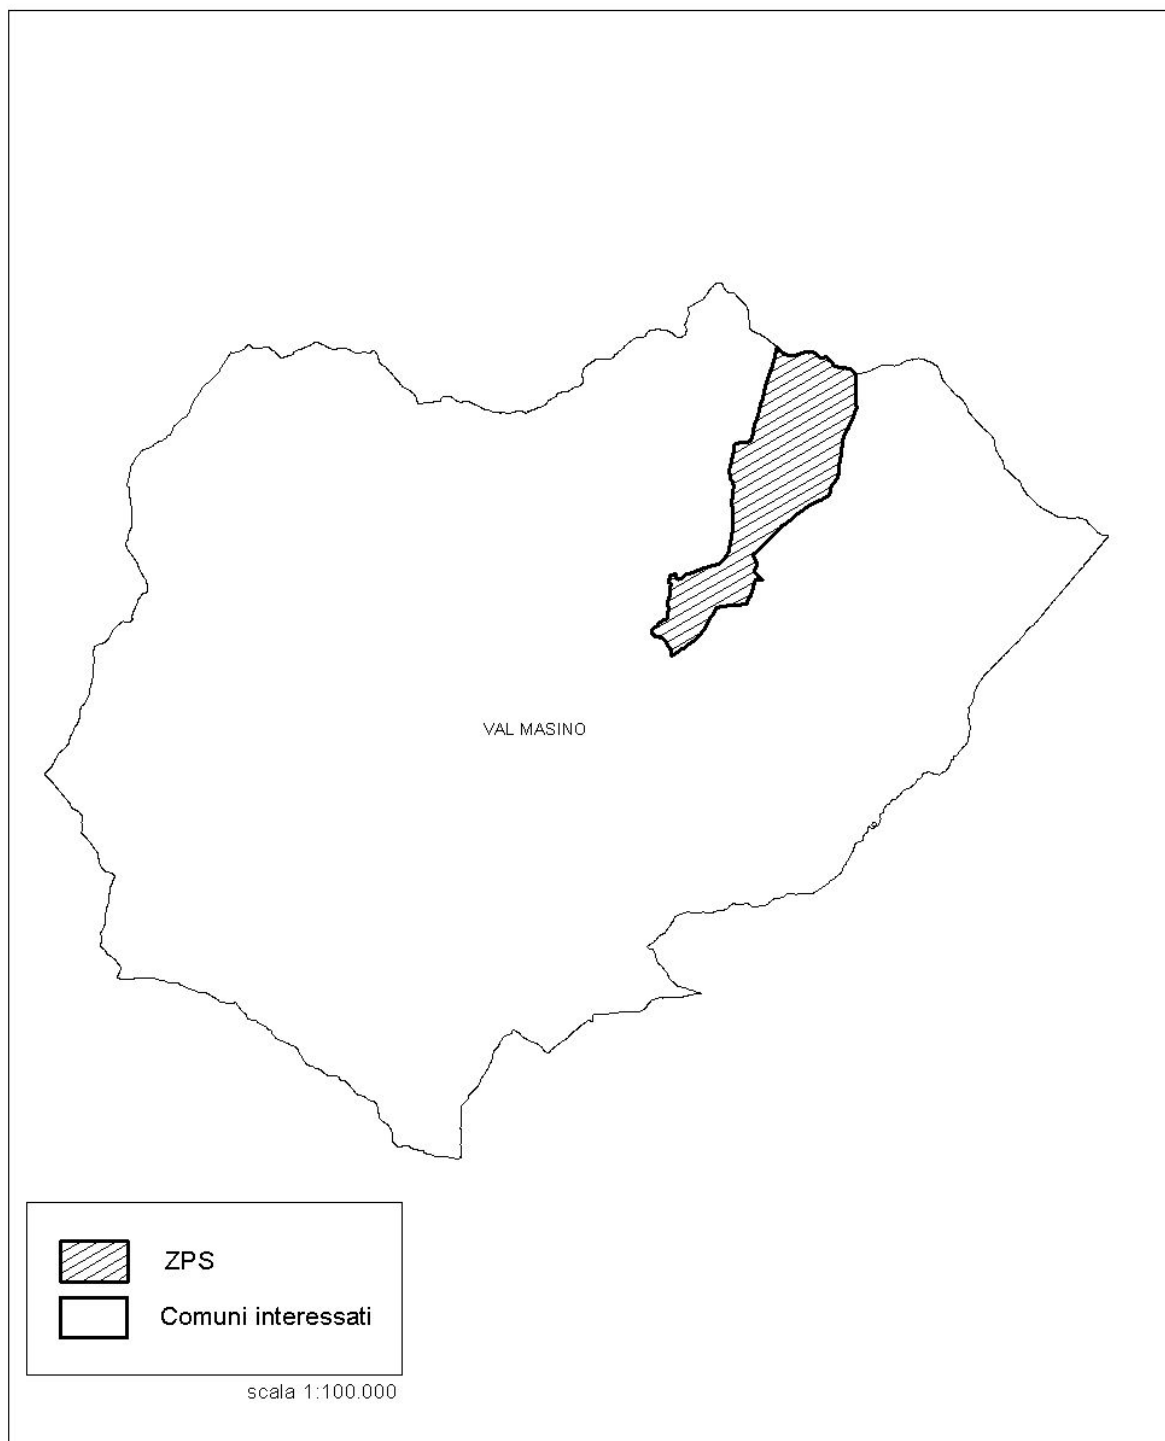 VAL MASINO
ZPS
Comuni interessati
scala 1:100.000